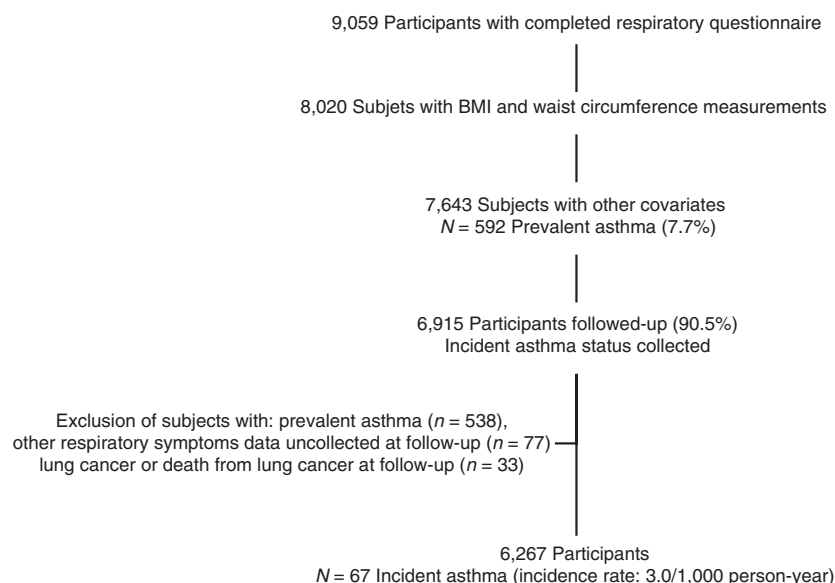 9,059 Participants with completed respiratory questionnaire
8,020 Subjets with BMI and waist circumference measurements
7,643 Subjects with other covariates
N = 592 Prevalent asthma (7.7%)
6,915 Participants followed-up (90.5%)
Incident asthma status collected
Exclusion of subjects with: prevalent asthma (n = 538),
other respiratory symptoms data uncollected at follow-up (n = 77)
lung cancer or death from lung cancer at follow-up (n = 33)
6,267 Participants
N = 67 Incident asthma (incidence rate: 3.0/1,000 person-year)